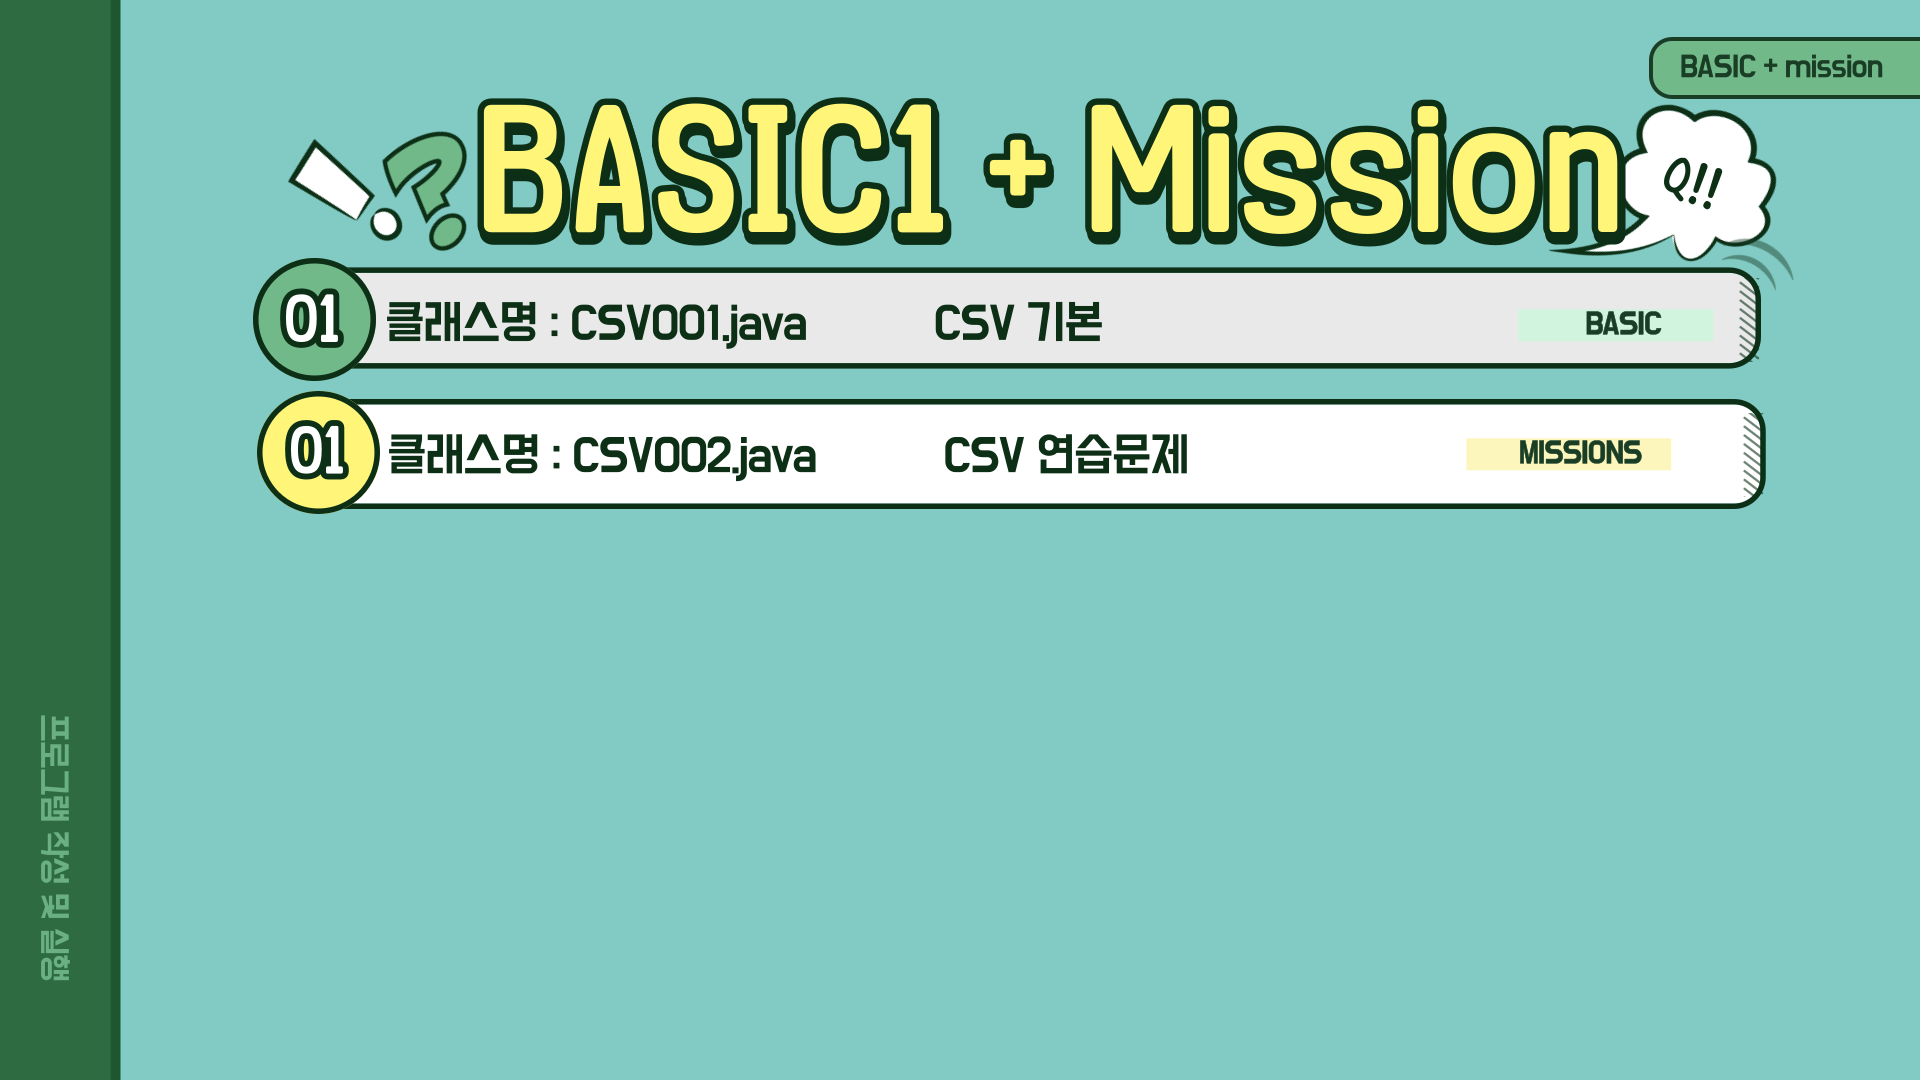 BASIC + mission
BASIC1 + Mission
Q!!
01 클래스명 : CSV001.java CSV 기본 BASIC
01 클래스명 : CSV002.java CSV 연습문제 MISSIONS
프로그램 작성 및 실행